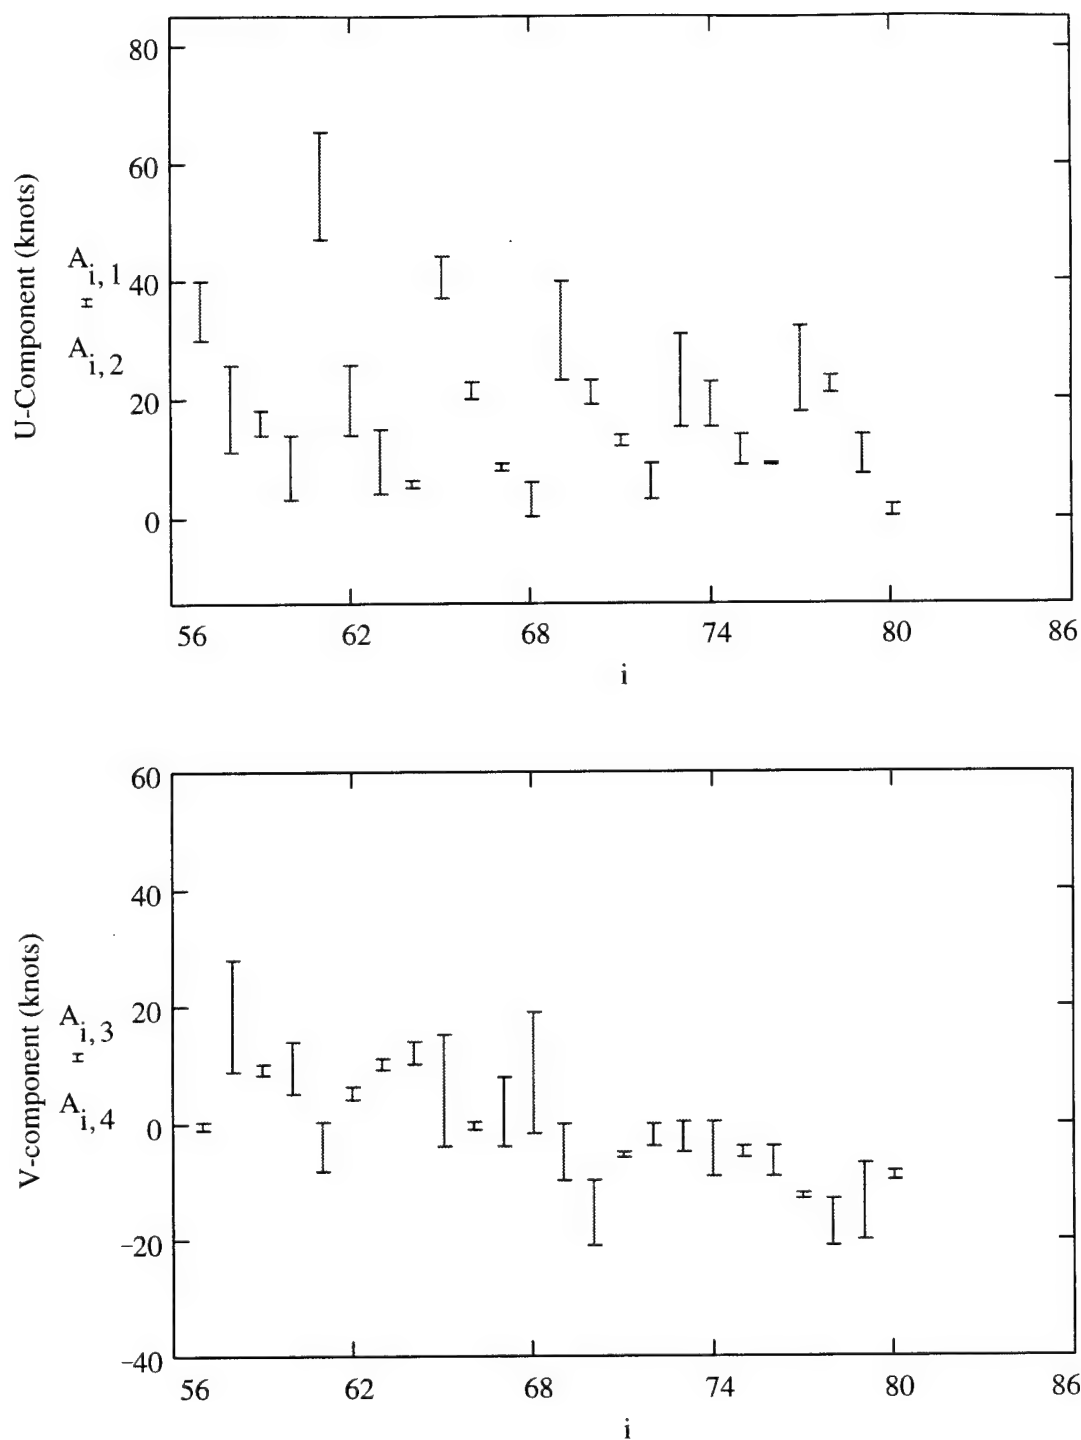 80
60
U-Component (knots)
A i, 1
40
A i, 2
20
0
56 62 68 74 80 86
i
60
40
V-component (knots)
A i, 3
20
A i, 4
0
−20
−40
56 62 68 74 80 86
i